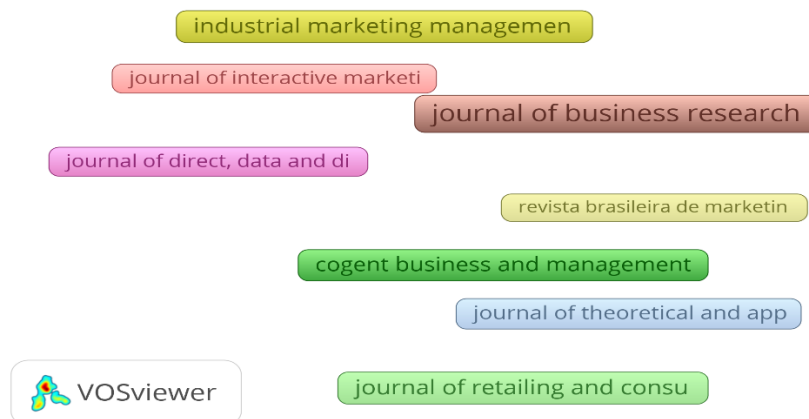 industrial marketing managemen
journal of interactive marketi
journal of business research
journal of direct, data and di
revista brasileira de marketin
cogent business and management
journal of theoretical and app
journal of retailing and consu
VOSviewer